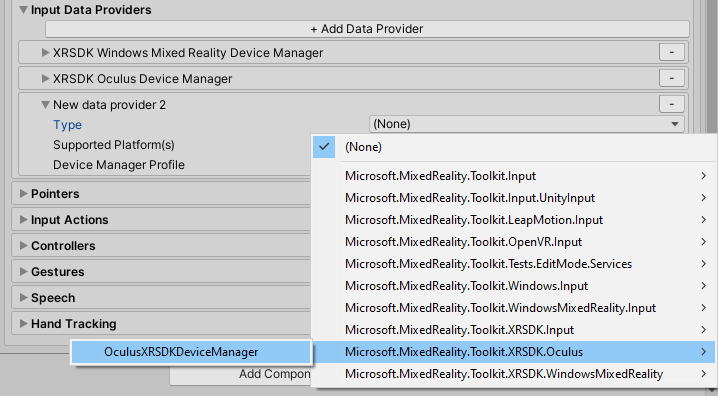 Input Data Providers
+ Add Data Provider
XRSDK Windows Mixed Reality Device Manager -
XRSDK Oculus Device Manager -
New data provider 2 -
Type (None)
Supported Platform(s)
Device Manager Profile
✓ (None)
Microsoft.MixedReality.Toolkit.Input >
Microsoft.MixedReality.Toolkit.Input.UnityInput >
Microsoft.MixedReality.Toolkit.LeapMotion.Input >
Microsoft.MixedReality.Toolkit.OpenVR.Input >
Microsoft.MixedReality.Toolkit.Tests.EditMode.Services >
Microsoft.MixedReality.Toolkit.Windows.Input >
Microsoft.MixedReality.Toolkit.WindowsMixedReality.Input >
Microsoft.MixedReality.Toolkit.XRSDK.Input >
Microsoft.MixedReality.Toolkit.XRSDK.Oculus >
Microsoft.MixedReality.Toolkit.XRSDK.WindowsMixedReality >
Pointers
Input Actions
Controllers
Gestures
Speech
Hand Tracking
OculusXRSDKDeviceManager
Add Compon